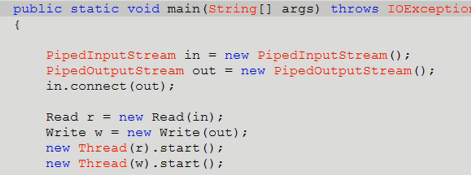 public static void main(String[] args) throws IOException
{
PipedInputStream in = new PipedInputStream();
PipedOutputStream out = new PipedOutputStream();
in.connect(out);
Read r = new Read(in);
Write w = new Write(out);
new Thread(r).start();
new Thread(w).start();